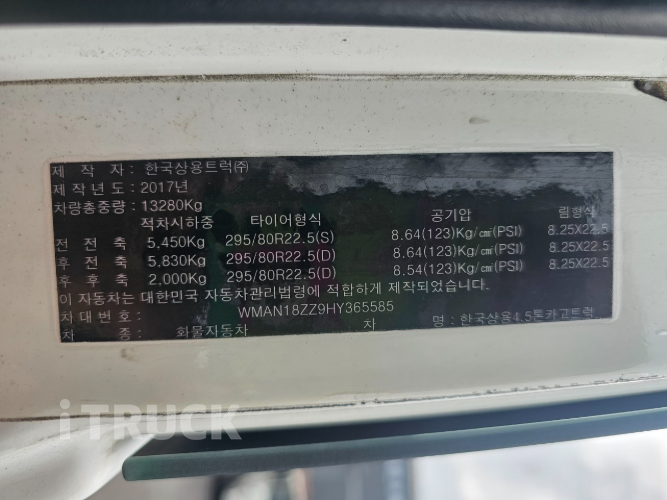 제 작 자 : 한국상용트럭(주)
제작년도 : 2017년
차량총중량 : 13280Kg
적차시하중 타이어형식 공기압 림형식
전 전 축 5,450Kg 295/80R22.5(S) 8.64(123)Kg/㎠(PSI) 8.25X22.5
후 전 축 5,830Kg 295/80R22.5(D) 8.64(123)Kg/㎠(PSI) 8.25X22.5
후 후 축 2,000Kg 295/80R22.5(D) 8.54(123)Kg/㎠(PSI) 8.25X22.5
이 자동차는 대한민국 자동차관리법령에 적합하게 제작되었습니다.
차 대 번 호 : WMAN18ZZ9HY365585
차 종 : 화물자동차 차 명 : 한국상용4.5톤카고트럭
iTRUCK